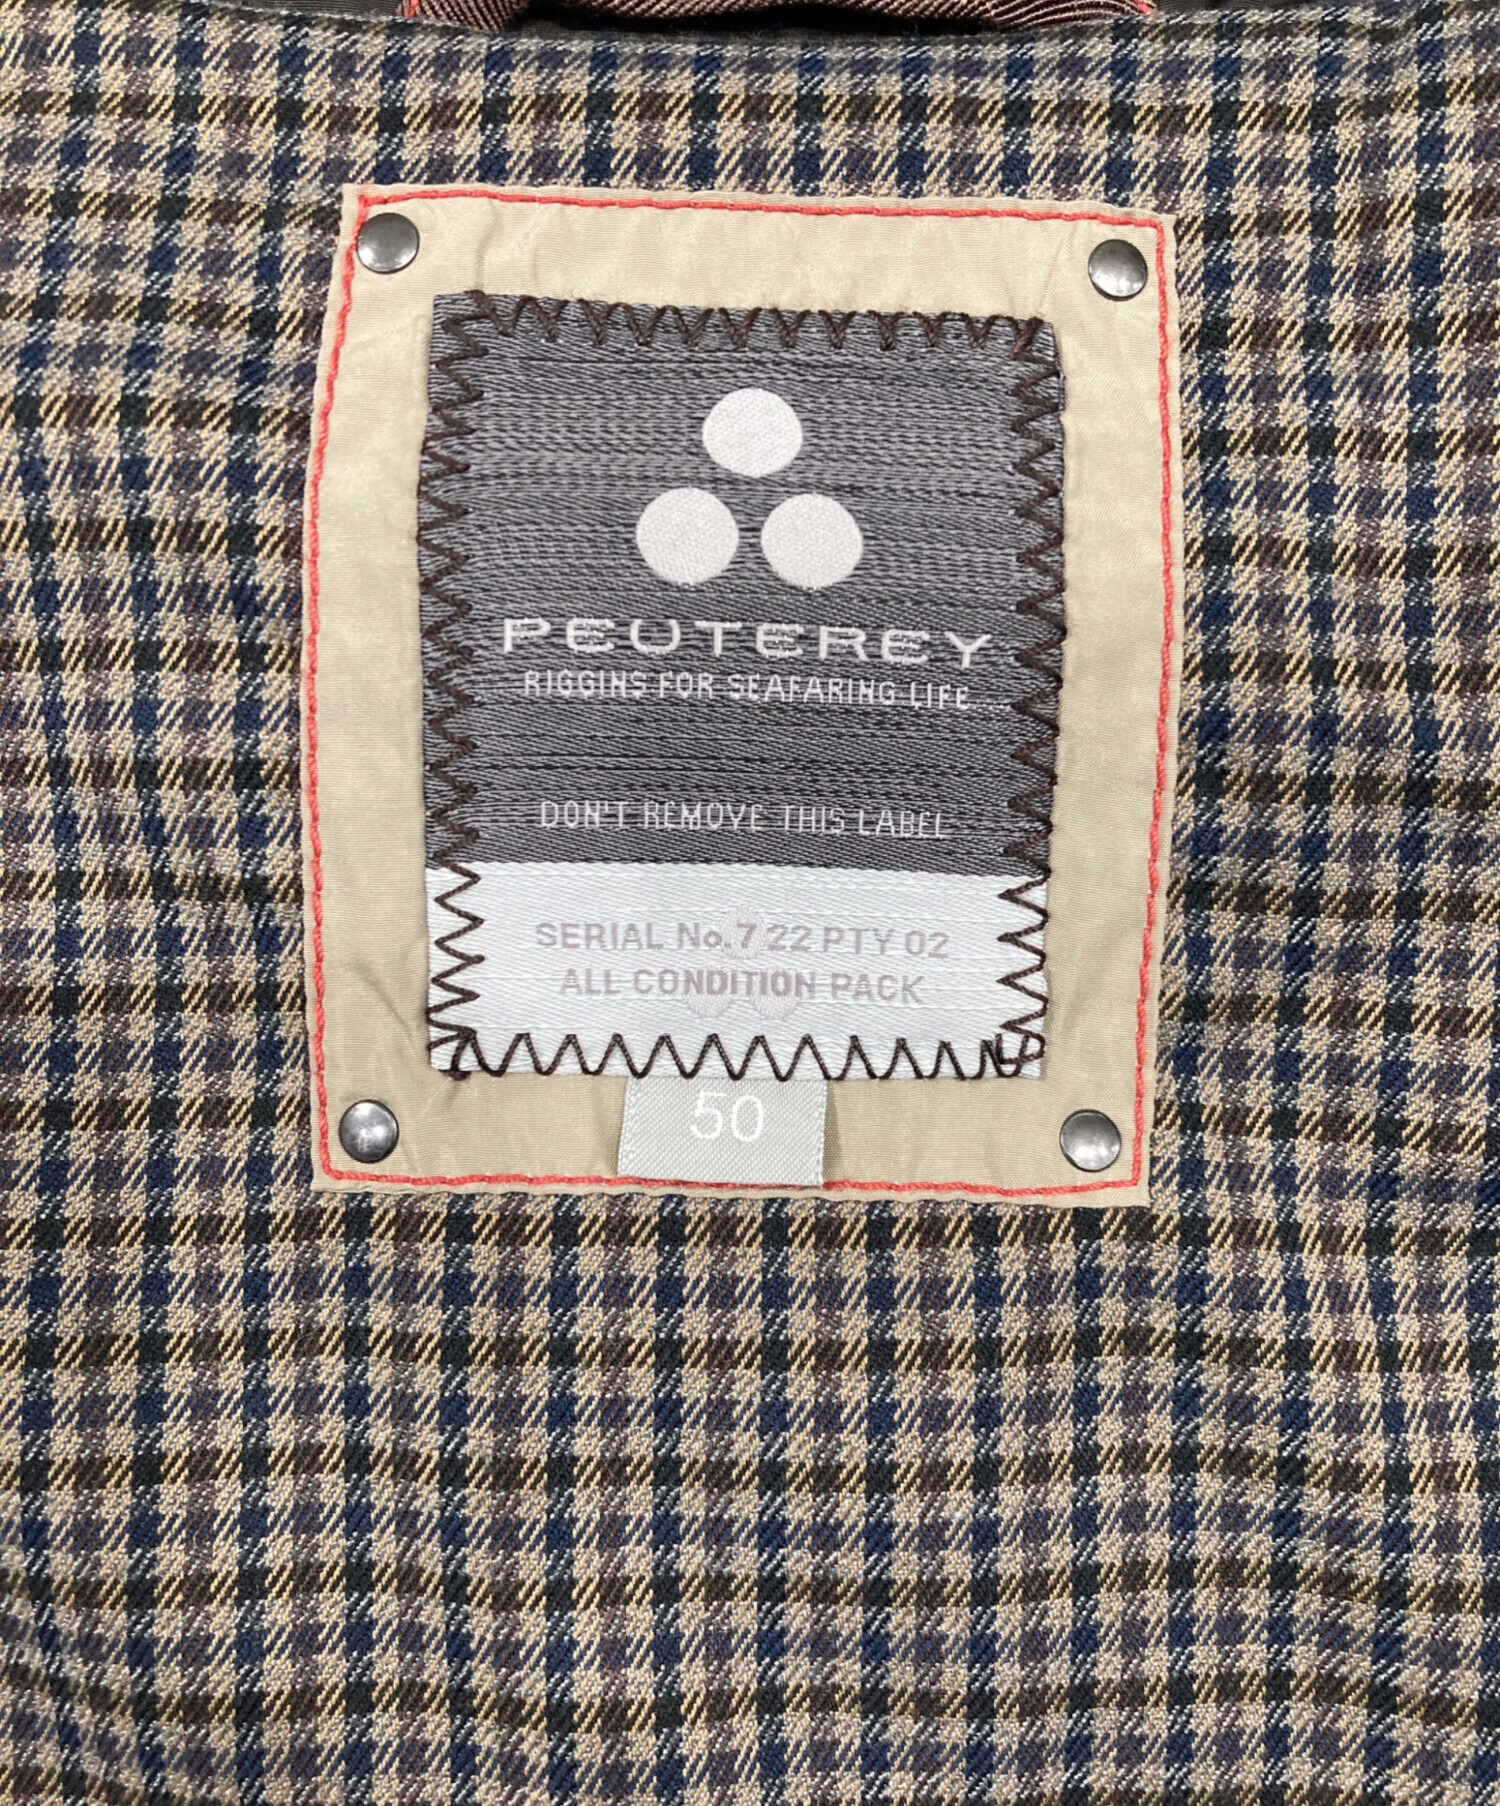 PEUTEREY
RIGGINS FOR SEAFARING LIFE
DON'T REMOVE THIS LABEL
SERIAL No.7 22 PTY 02
ALL CONDITION PACK
50